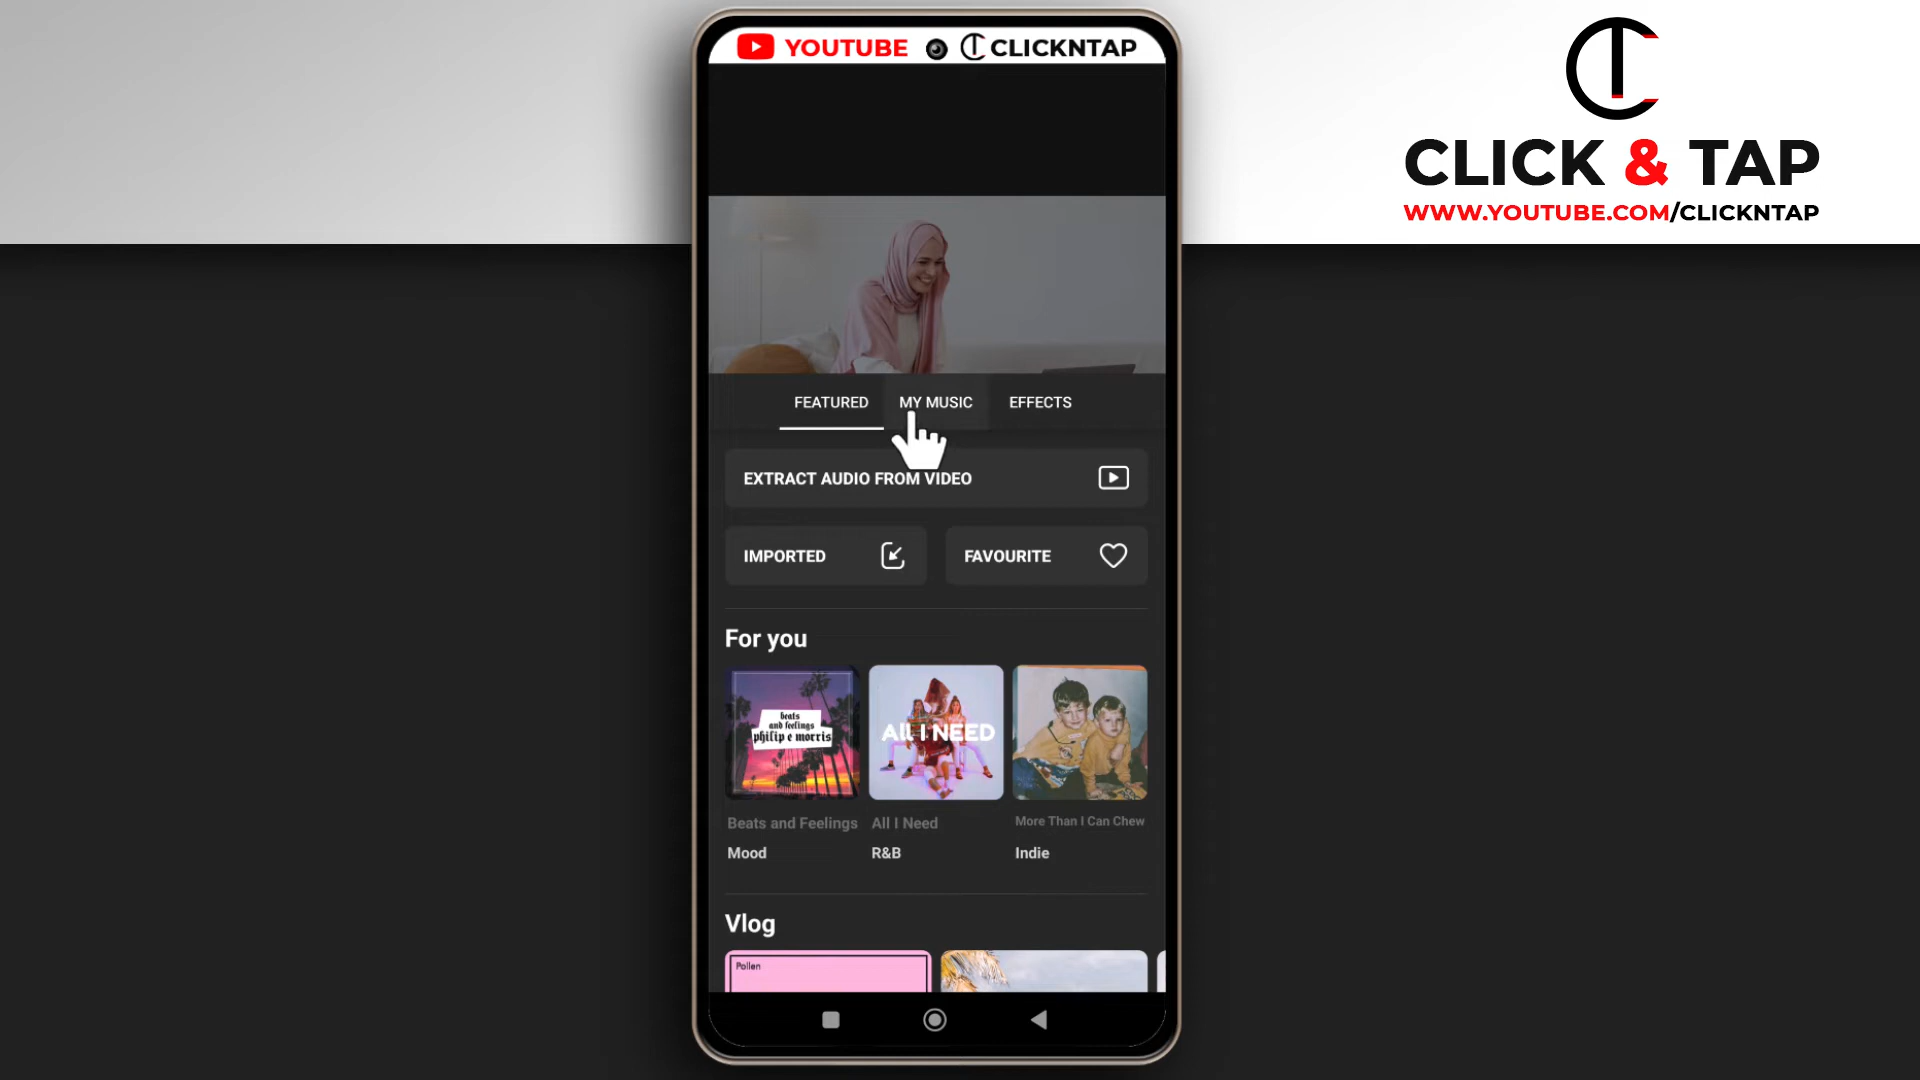 YOUTUBE CLICKNTAP
CLICK & TAP
WWW.YOUTUBE.COM/CLICKNTAP
FEATURED MY MUSIC EFFECTS
EXTRACT AUDIO FROM VIDEO
IMPORTED FAVOURITE
For you
beats
and feelings
philip e morris
All I NEED
Beats and Feelings All I Need More Than I Can Chew
Mood R&B Indie
Vlog
Pollen